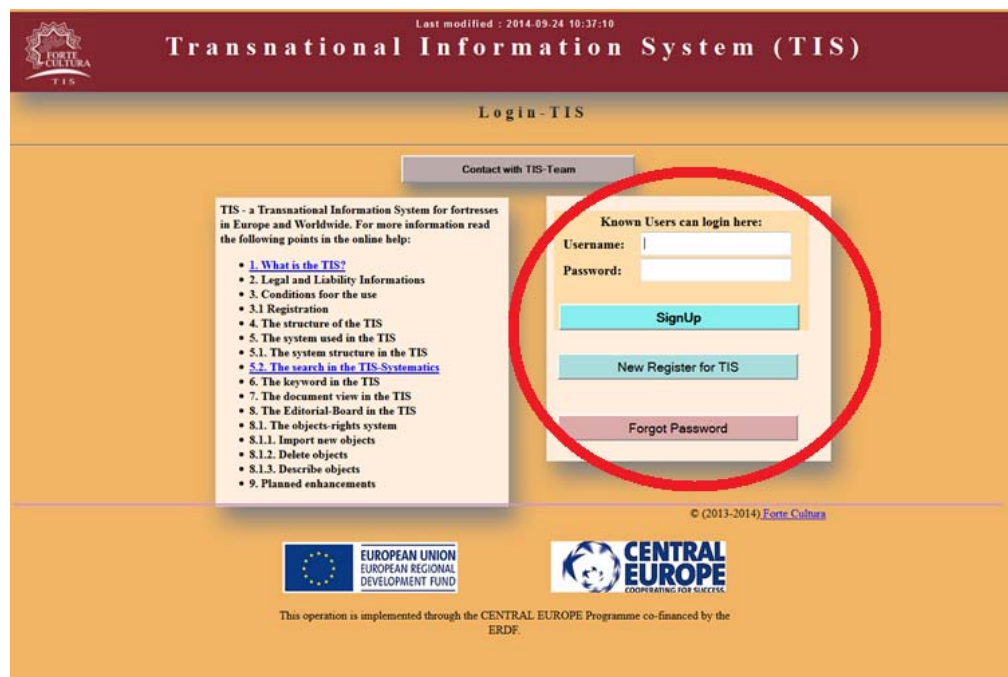 Last modified : 2014-09-24 10:37:10
Transnational Information System (TIS)
FORTE
CULTURA
TIS
Login-TIS
Contact with TIS-Team
TIS - a Transnational Information System for fortresses
in Europe and Worldwide. For more information read
the following points in the online help:
• 1. What is the TIS?
• 2. Legal and Liability Informations
• 3. Conditions foor the use
• 3.1 Registration
• 4. The structure of the TIS
• 5. The system used in the TIS
• 5.1. The system structure in the TIS
• 5.2. The search in the TIS-Systematics
• 6. The keyword in the TIS
• 7. The document view in the TIS
• 8. The Editorial-Board in the TIS
• 8.1. The objects-rights system
• 8.1.1. Import new objects
• 8.1.2. Delete objects
• 8.1.3. Describe objects
• 9. Planned enhancements
Known Users can login here:
Username:
Password:
SignUp
New Register for TIS
Forgot Password
© (2013-2014) Forte Cultura
EUROPEAN UNION
EUROPEAN REGIONAL
DEVELOPMENT FUND
CENTRAL
EUROPE
COOPERATING FOR SUCCESS.
This operation is implemented through the CENTRAL EUROPE Programme co-financed by the
ERDF.